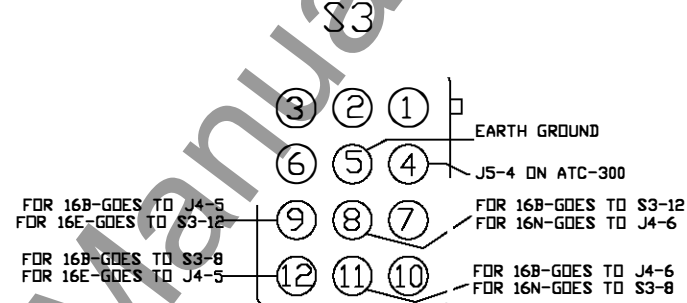 S3
3 2 1
EARTH GROUND
6 5 4
J5-4 ON ATC-300
FOR 16B-GOES TO J4-5
FOR 16E-GOES TO S3-12
9 8 7
FOR 16B-GOES TO S3-12
FOR 16N-GOES TO J4-6
FOR 16B-GOES TO S3-8
FOR 16E-GOES TO J4-5
12 11 10
FOR 16B-GOES TO J4-6
FOR 16N-GOES TO S3-8
Manual